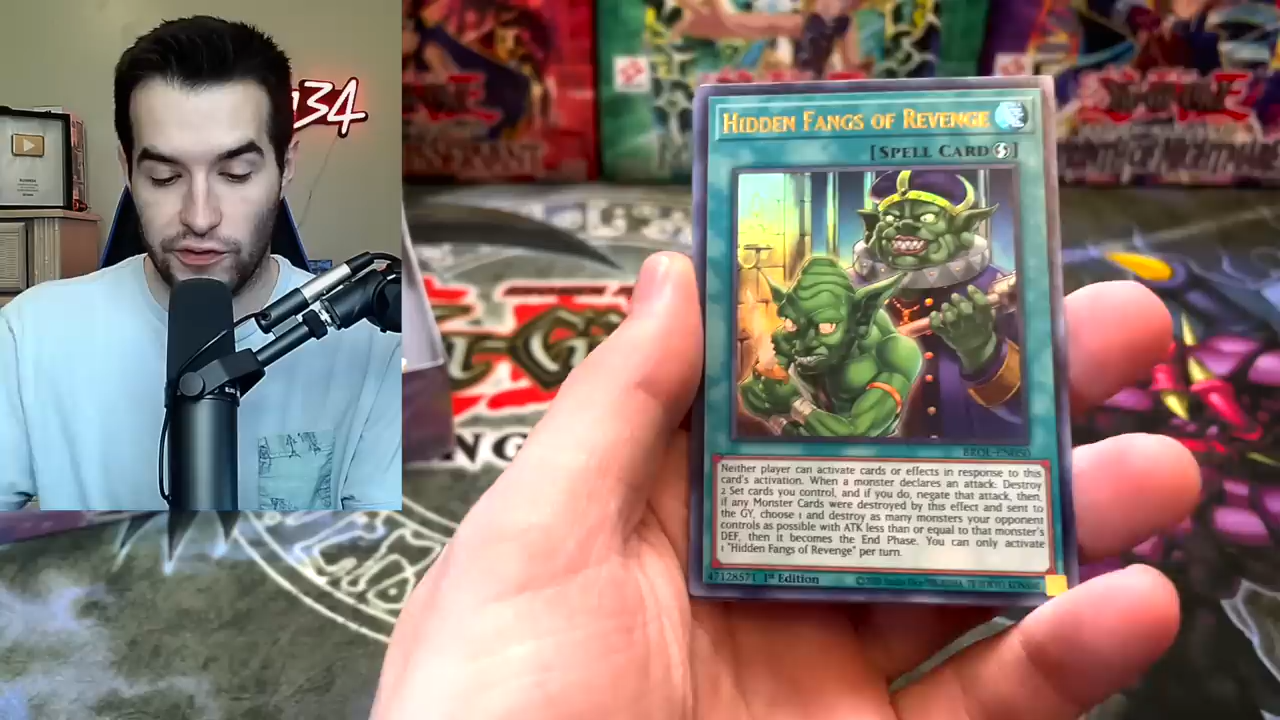 34
HIDDEN FANGS OF REVENGE
[SPELL CARD]
BROL-EN050
Neither player can activate cards or effects in response to this
card's activation. When a monster declares an attack: Destroy
2 Set cards you control, and if you do, negate that attack, then,
if any Monster Cards were destroyed by this effect and sent to
the GY, choose 1 and destroy as many monsters your opponent
controls as possible with ATK less than or equal to that monster's
DEF, then it becomes the End Phase. You can only activate
1 "Hidden Fangs of Revenge" per turn.
47128571 1st Edition